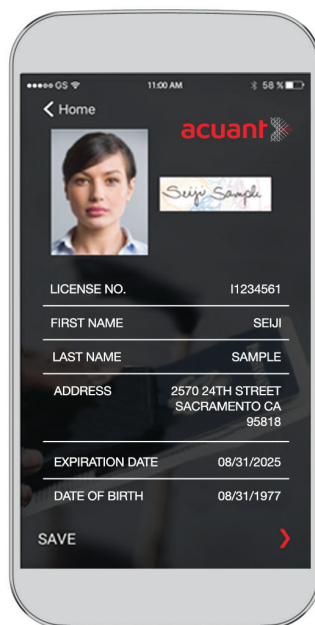 GS 11:00 AM 58 %
Home
acuant
Seiji Sample
LICENSE NO. I1234561
FIRST NAME SEIJI
LAST NAME SAMPLE
ADDRESS 2570 24TH STREET
SACRAMENTO CA
95818
EXPIRATION DATE 08/31/2025
DATE OF BIRTH 08/31/1977
SAVE